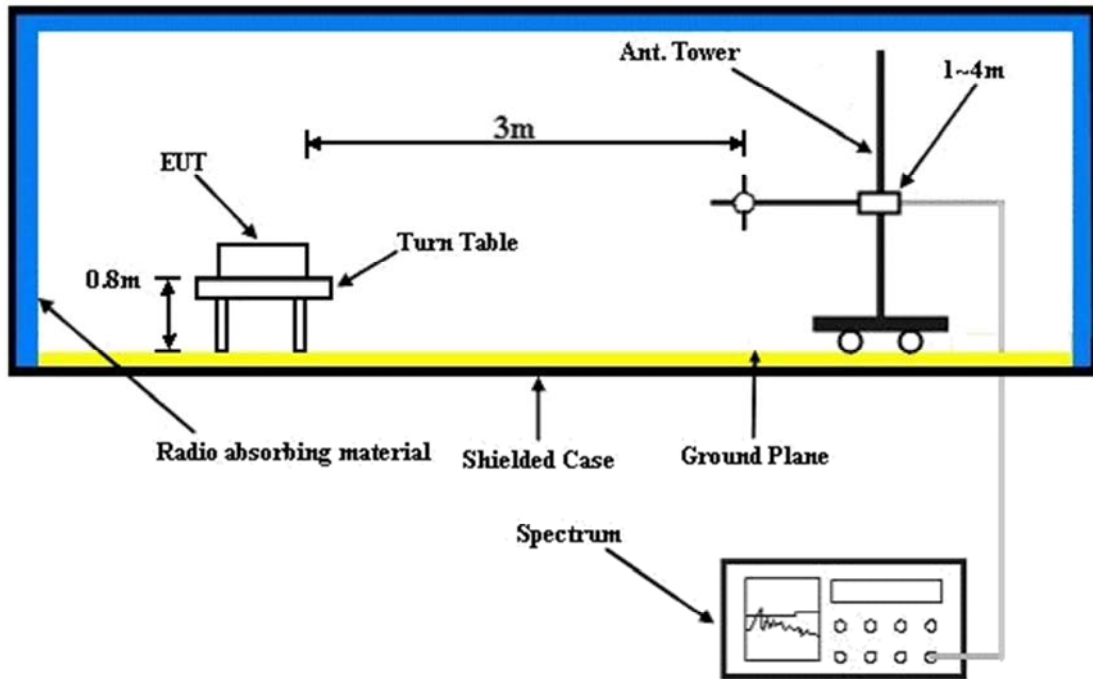 Ant. Tower
1~4m
3m
EUT
Turn Table
0.8m
Radio absorbing material
Shielded Case
Ground Plane
Spectrum